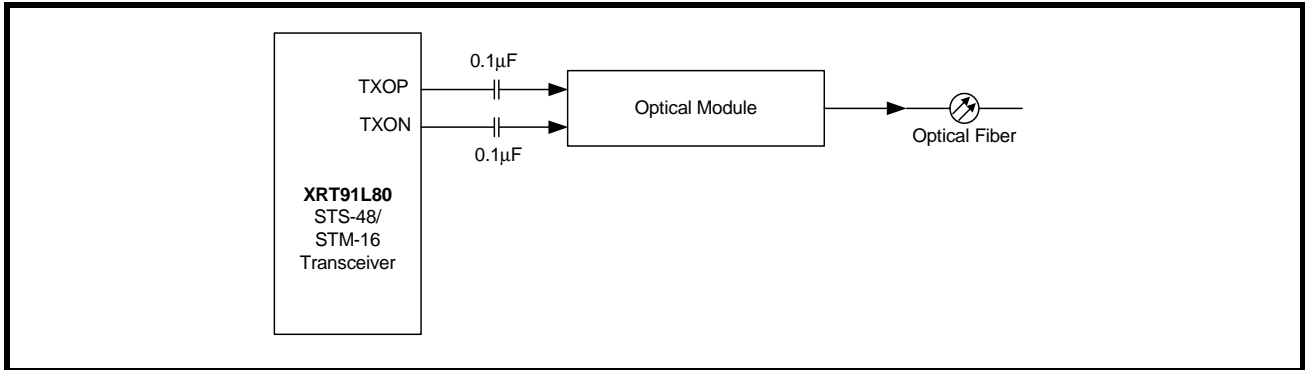 0.1μF
TXOP
TXON
0.1μF
Optical Module
Optical Fiber
XRT91L80
STS-48/
STM-16
Transceiver